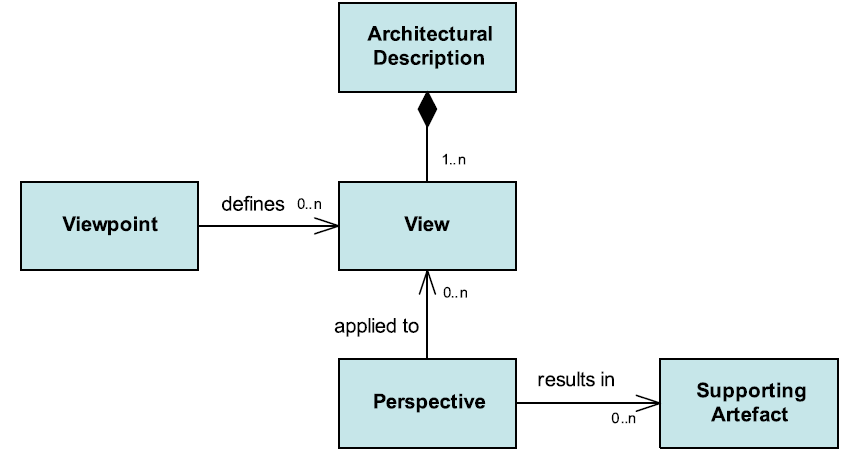 Architectural
Description
1..n
Viewpoint
defines
0..n
View
0..n
applied to
Perspective
results in
0..n
Supporting
Artefact